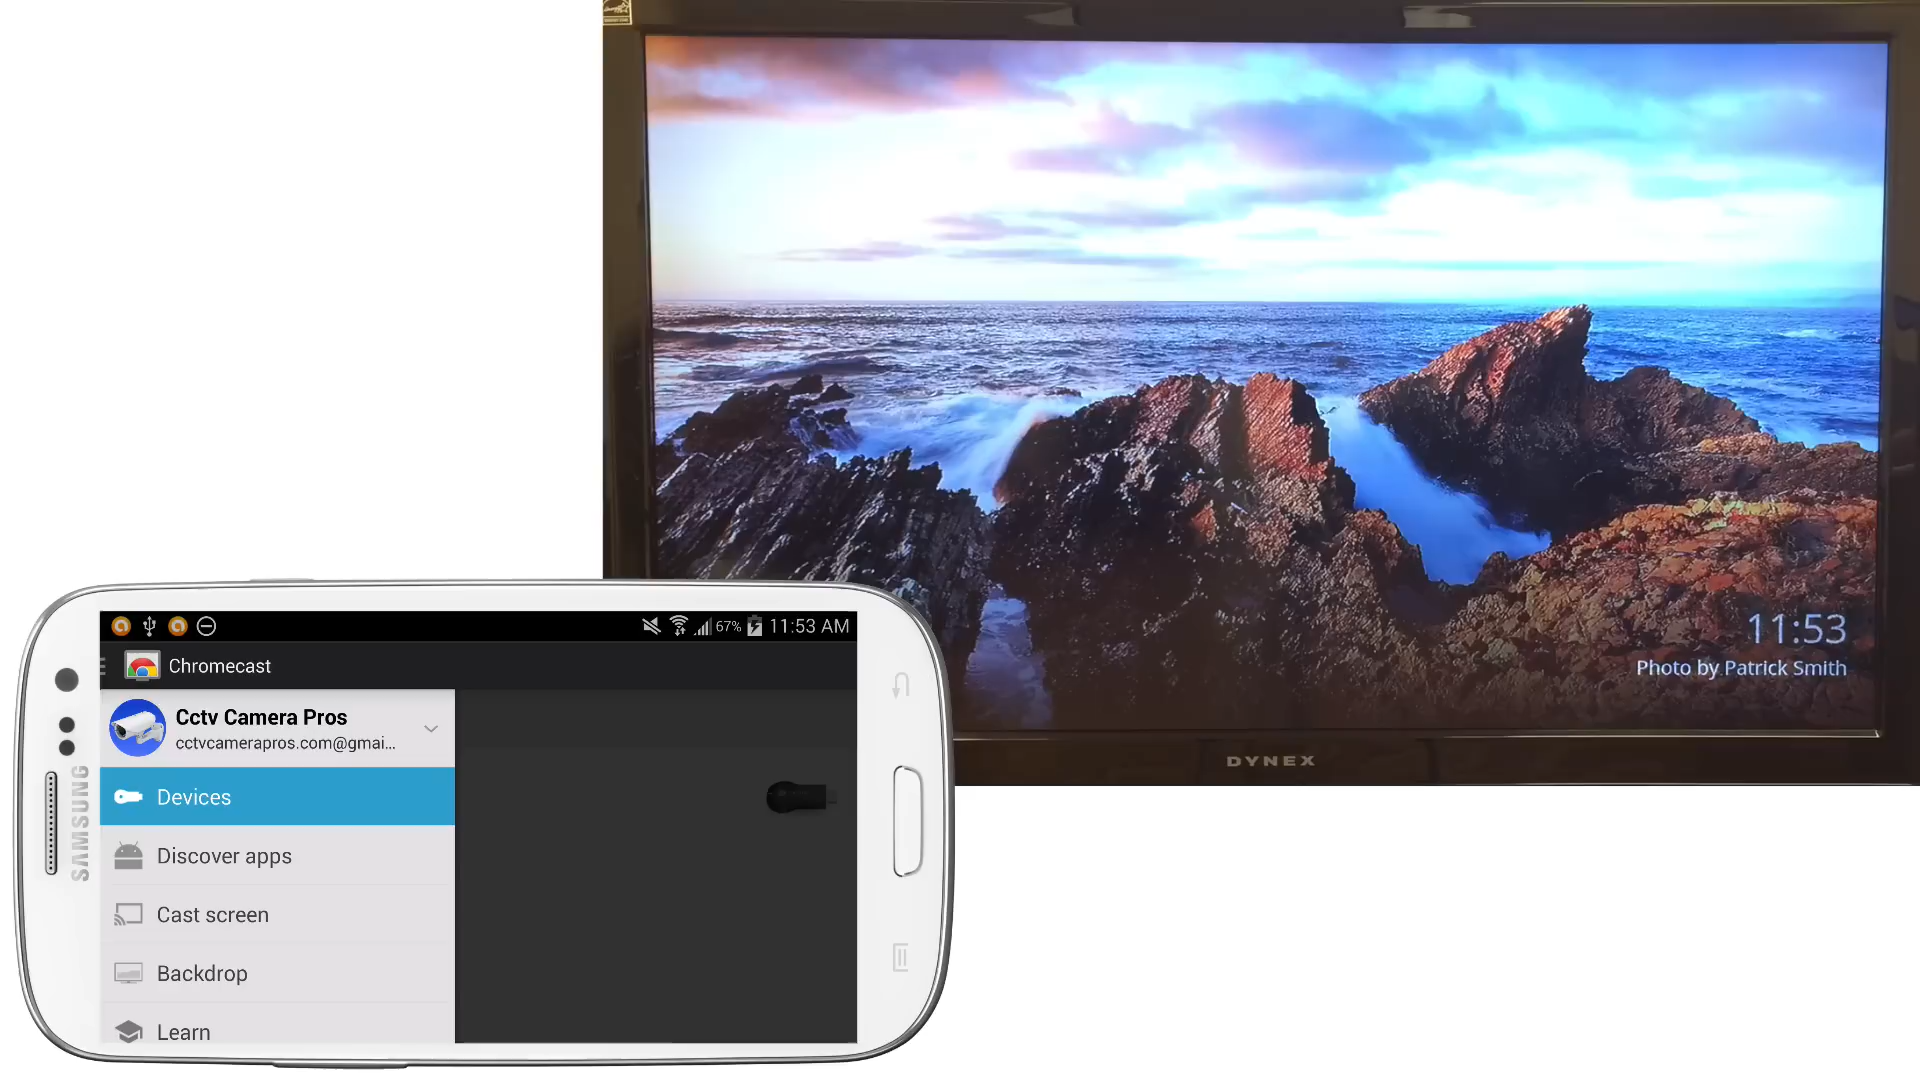 11:53
Photo by Patrick Smith
DYNEX
SAMSUNG
67%
11:53 AM
Chromecast
Cctv Camera Pros
cctvcamerapros.com@gmai...
Devices
Discover apps
Cast screen
Backdrop
Learn